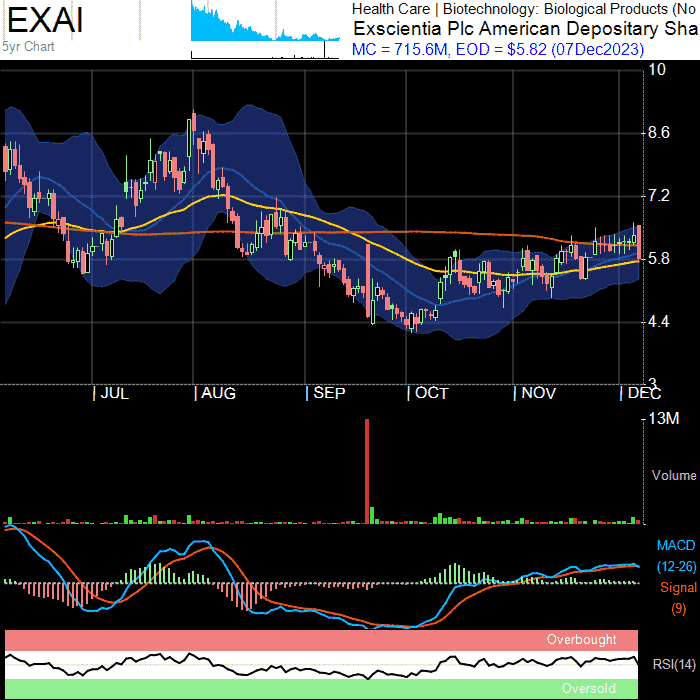 EXAI
5yr Chart
Health Care | Biotechnology: Biological Products (No
Exscientia Plc American Depositary Sha
MC = 715.6M, EOD = $5.82 (07Dec2023)
10
8.6
7.2
5.8
4.4
3
| JUL | AUG | SEP | OCT | NOV | DEC
13M
Volume
MACD
(12-26)
Signal
(9)
Overbought
RSI(14)
Oversold